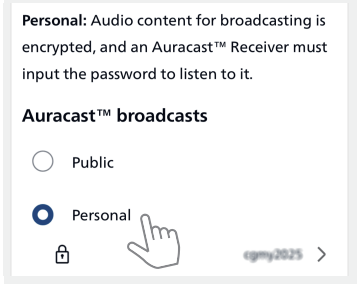 Personal: Audio content for broadcasting is
encrypted, and an Auracast™ Receiver must
input the password to listen to it.
Auracast™ broadcasts
Public
Personal